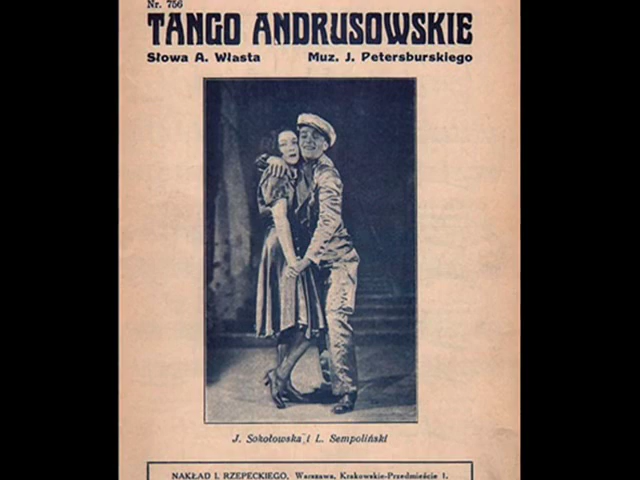 Nr. 756
TANGO ANDRUSOWSKIE
Słowa A. Własta Muz. J. Petersburskiego
J. Sokołowska i L. Sempoliński
NAKŁAD I. RZEPECKIEGO, Warszawa, Krakowskie-Przedmieście 1.